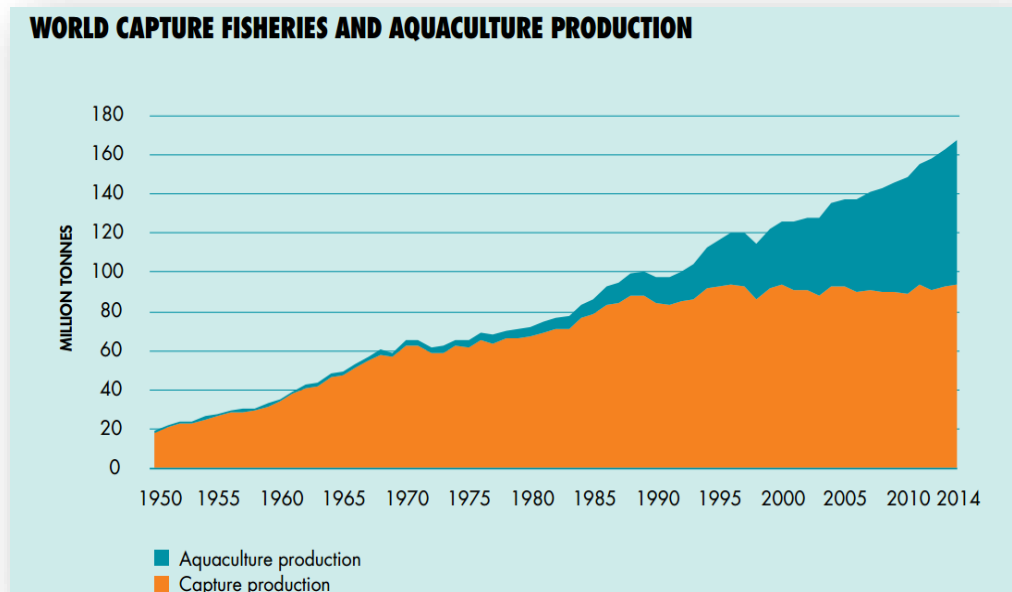 WORLD CAPTURE FISHERIES AND AQUACULTURE PRODUCTION
180
160
140
120
100
80
60
40
20
0
MILLION TONNES
1950 1955 1960 1965 1970 1975 1980 1985 1990 1995 2000 2005 2010 2014
Aquaculture production
Capture production